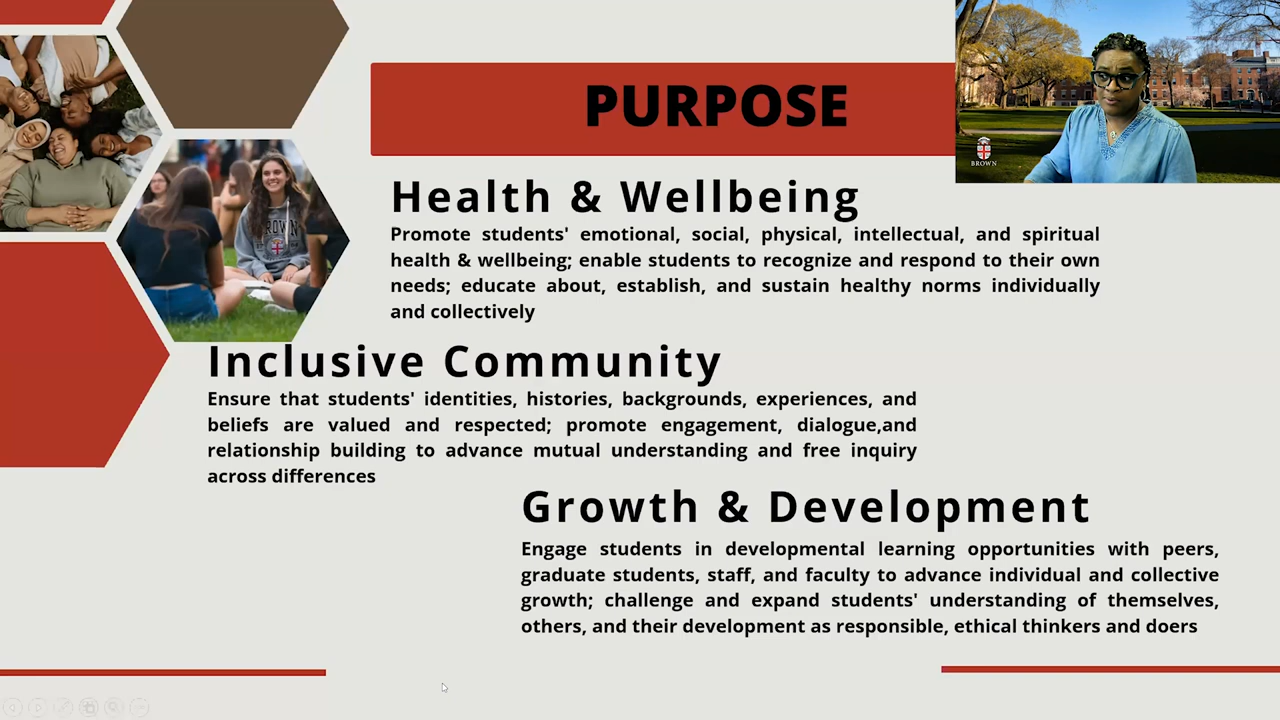 PURPOSE
BROWN
Health & Wellbeing
Promote students' emotional, social, physical, intellectual, and spiritual
health & wellbeing; enable students to recognize and respond to their own
needs; educate about, establish, and sustain healthy norms individually
and collectively
BROWN
Inclusive Community
Ensure that students' identities, histories, backgrounds, experiences, and
beliefs are valued and respected; promote engagement, dialogue,and
relationship building to advance mutual understanding and free inquiry
across differences
Growth & Development
Engage students in developmental learning opportunities with peers,
graduate students, staff, and faculty to advance individual and collective
growth; challenge and expand students' understanding of themselves,
others, and their development as responsible, ethical thinkers and doers